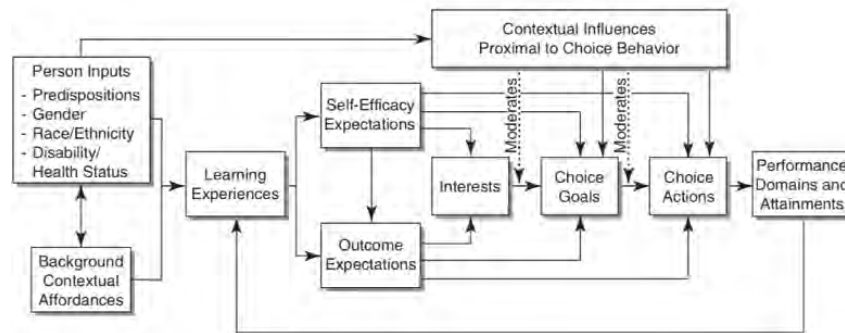 Contextual Influences
Proximal to Choice Behavior
Person Inputs
- Predispositions
- Gender
- Race/Ethnicity
- Disability/
Health Status
Background
Contextual
Affordances
Learning
Experiences
Self-Efficacy
Expectations
Outcome
Expectations
Interests
Moderates
Choice
Goals
Moderates
Choice
Actions
Performance
Domains and
Attainments